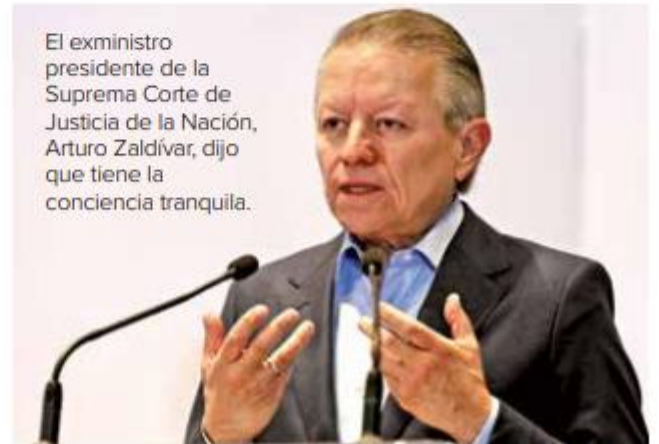 El exministro
presidente de la
Suprema Corte de
Justicia de la Nación,
Arturo Zaldívar, dijo
que tiene la
conciencia tranquila.